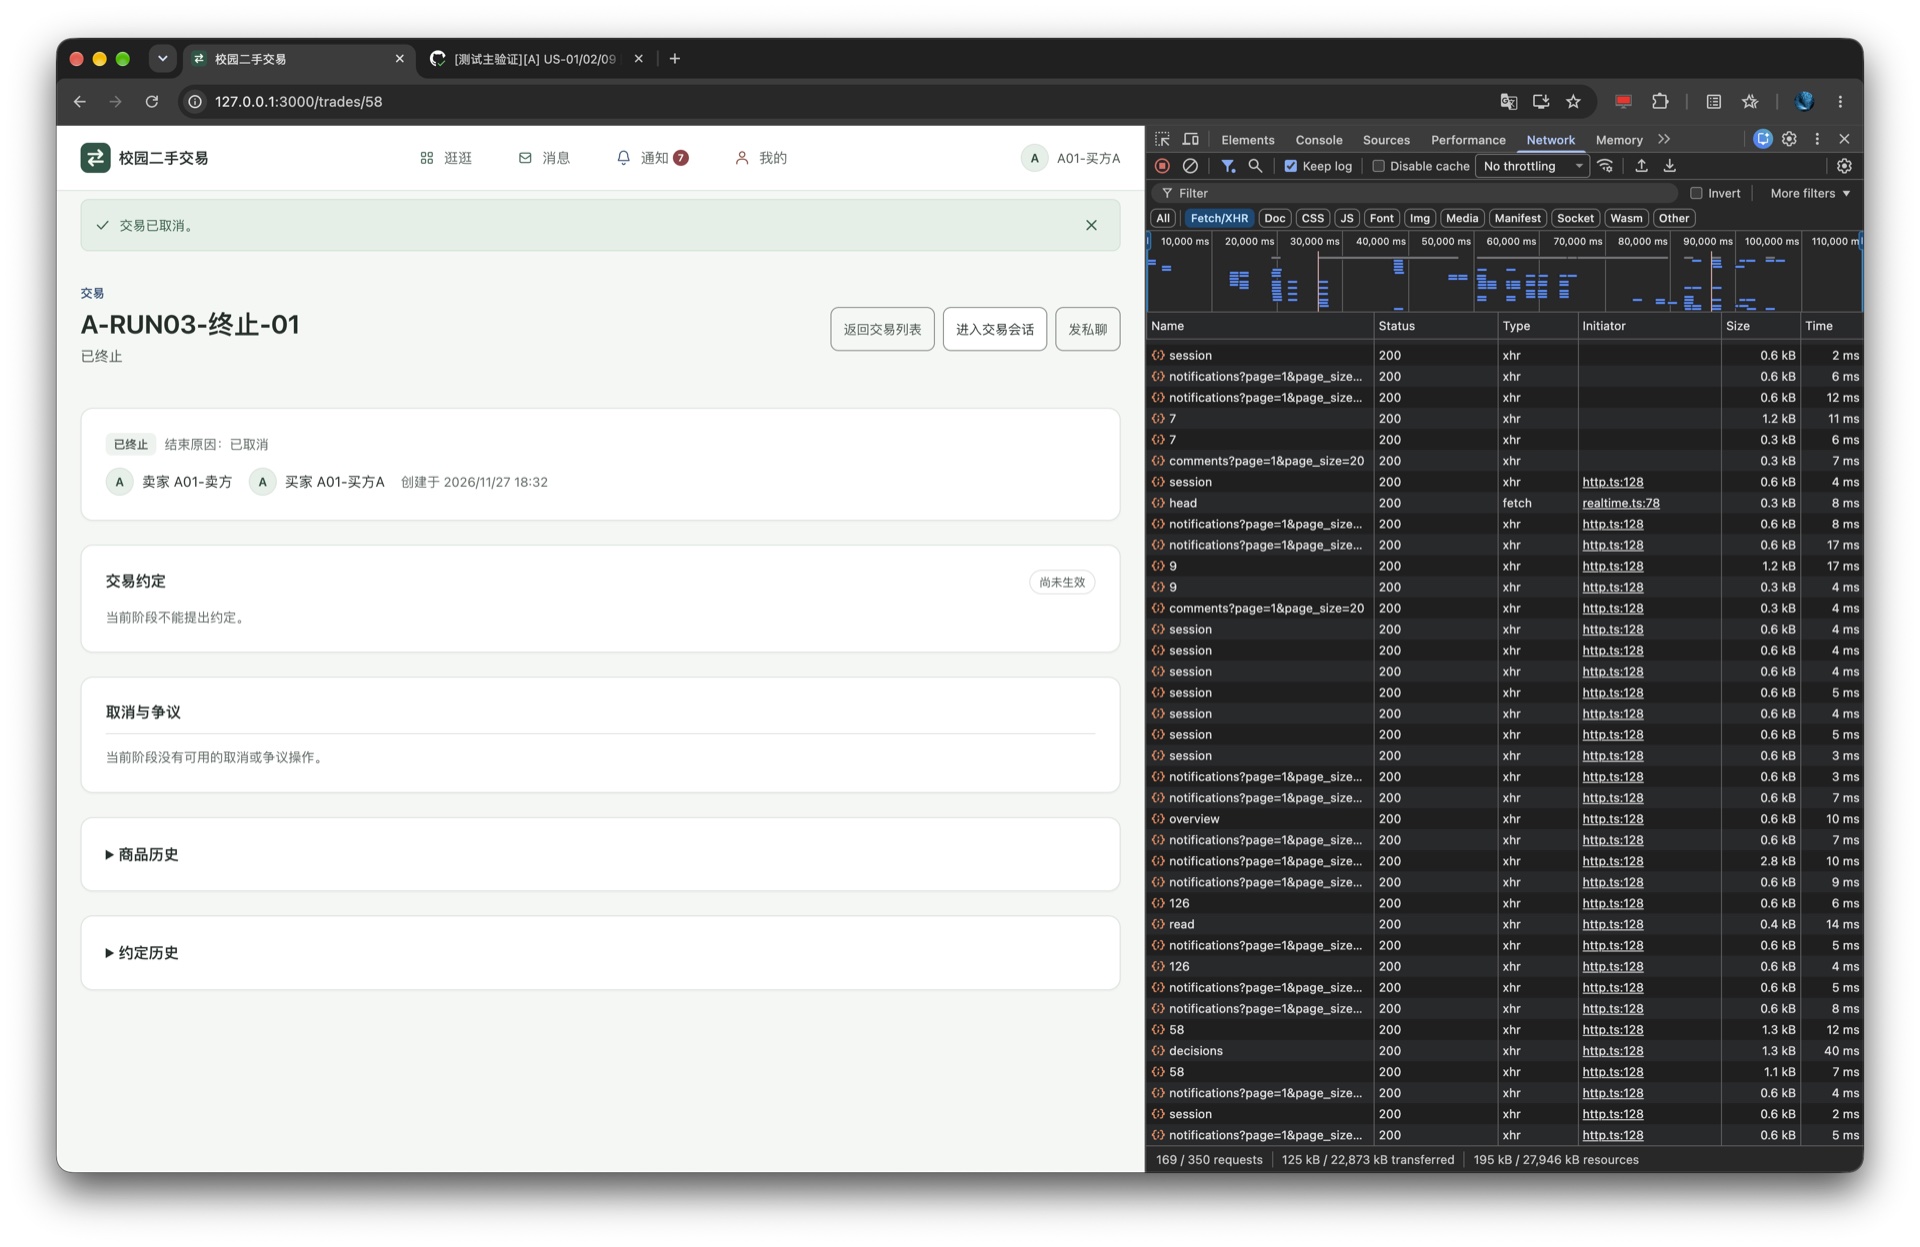 校园二手交易
[测试主验证][A] US-01/02/09
127.0.0.1:3000/trades/58
校园二手交易
逛逛
消息
通知 7
我的
A A01-买方A
交易已取消。
交易
A-RUN03-终止-01
已终止
返回交易列表
进入交易会话
发私聊
已终止 结束原因：已取消
A 卖家 A01-卖方 A 买家 A01-买方A 创建于 2026/11/27 18:32
交易约定
尚未生效
当前阶段不能提出约定。
取消与争议
当前阶段没有可用的取消或争议操作。
商品历史
约定历史
Elements Console Sources Performance Network Memory
Keep log Disable cache No throttling
Filter Invert More filters
All Fetch/XHR Doc CSS JS Font Img Media Manifest Socket Wasm Other
10,000 ms 20,000 ms 30,000 ms 40,000 ms 50,000 ms 60,000 ms 70,000 ms 80,000 ms 90,000 ms 100,000 ms 110,000 m
Name Status Type Initiator Size Time
session 200 xhr 0.6 kB 2 ms
notifications?page=1&page_size... 200 xhr 0.6 kB 6 ms
notifications?page=1&page_size... 200 xhr 0.6 kB 12 ms
7 200 xhr 1.2 kB 11 ms
7 200 xhr 0.3 kB 6 ms
comments?page=1&page_size=20 200 xhr 0.3 kB 7 ms
session 200 xhr http.ts:128 0.6 kB 4 ms
head 200 fetch realtime.ts:78 0.3 kB 8 ms
notifications?page=1&page_size... 200 xhr http.ts:128 0.6 kB 8 ms
notifications?page=1&page_size... 200 xhr http.ts:128 0.6 kB 17 ms
9 200 xhr http.ts:128 1.2 kB 17 ms
9 200 xhr http.ts:128 0.3 kB 4 ms
comments?page=1&page_size=20 200 xhr http.ts:128 0.3 kB 4 ms
session 200 xhr http.ts:128 0.6 kB 4 ms
session 200 xhr http.ts:128 0.6 kB 4 ms
session 200 xhr http.ts:128 0.6 kB 4 ms
session 200 xhr http.ts:128 0.6 kB 5 ms
session 200 xhr http.ts:128 0.6 kB 4 ms
session 200 xhr http.ts:128 0.6 kB 5 ms
session 200 xhr http.ts:128 0.6 kB 3 ms
notifications?page=1&page_size... 200 xhr http.ts:128 0.6 kB 3 ms
notifications?page=1&page_size... 200 xhr http.ts:128 0.6 kB 7 ms
overview 200 xhr http.ts:128 0.6 kB 10 ms
notifications?page=1&page_size... 200 xhr http.ts:128 0.6 kB 7 ms
notifications?page=1&page_size... 200 xhr http.ts:128 2.8 kB 10 ms
notifications?page=1&page_size... 200 xhr http.ts:128 0.6 kB 9 ms
126 200 xhr http.ts:128 0.6 kB 6 ms
read 200 xhr http.ts:128 0.4 kB 14 ms
notifications?page=1&page_size... 200 xhr http.ts:128 0.6 kB 5 ms
126 200 xhr http.ts:128 0.6 kB 4 ms
notifications?page=1&page_size... 200 xhr http.ts:128 0.6 kB 5 ms
notifications?page=1&page_size... 200 xhr http.ts:128 0.6 kB 8 ms
58 200 xhr http.ts:128 1.3 kB 12 ms
decisions 200 xhr http.ts:128 1.3 kB 40 ms
58 200 xhr http.ts:128 1.1 kB 7 ms
notifications?page=1&page_size... 200 xhr http.ts:128 0.6 kB 4 ms
session 200 xhr http.ts:128 0.6 kB 2 ms
notifications?page=1&page_size... 200 xhr http.ts:128 0.6 kB 5 ms
169 / 350 requests 125 kB / 22,873 kB transferred 195 kB / 27,946 kB resources